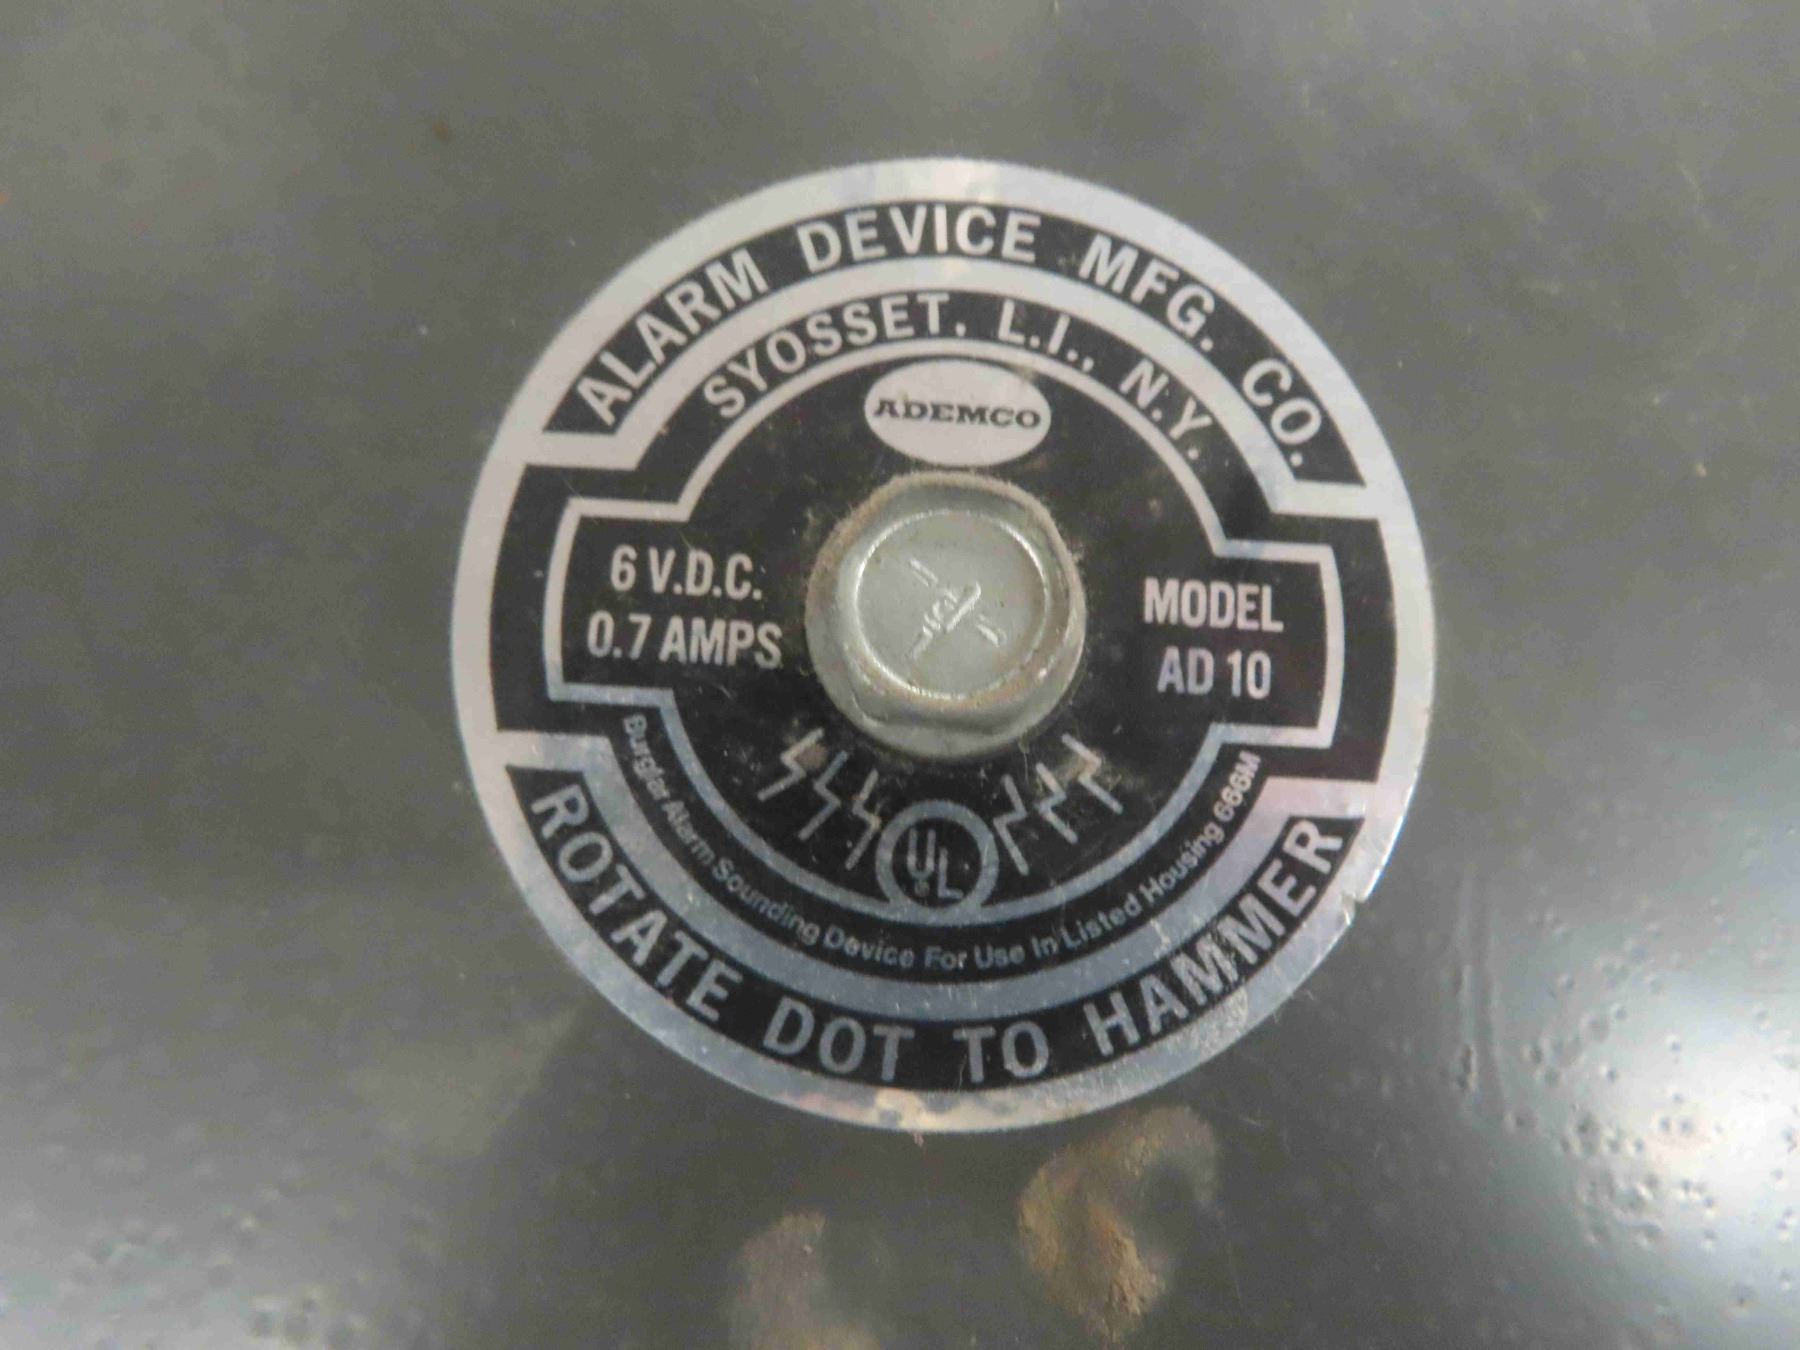 ALARM DEVICE MFG. CO.
SYOSSET, L.I., N.Y.
ADEMCO
6 V.D.C.
0.7 AMPS
MODEL
AD 10
UL
Burglar Alarm Sounding Device For Use In Listed Housing 666M
ROTATE DOT TO HAMMER